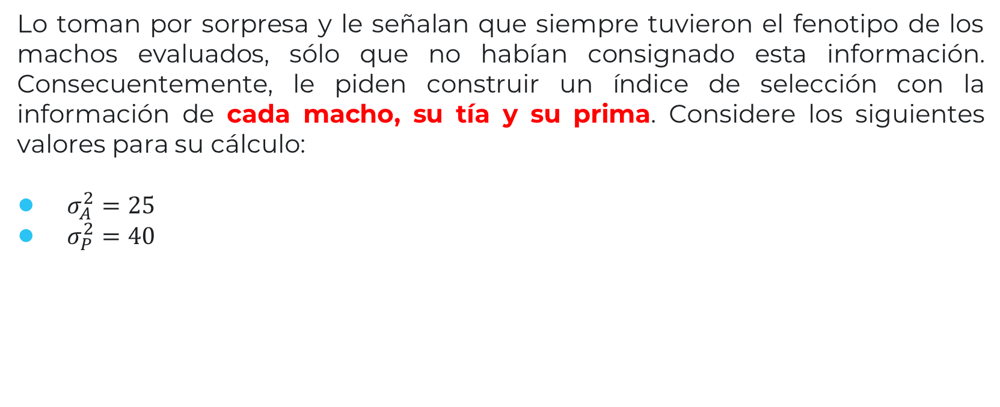 Lo toman por sorpresa y le señalan que siempre tuvieron el fenotipo de los
machos evaluados, sólo que no habían consignado esta información.
Consecuentemente, le piden construir un índice de selección con la
información de cada macho, su tía y su prima. Considere los siguientes
valores para su cálculo:
● σ_A^2 = 25
● σ_P^2 = 40